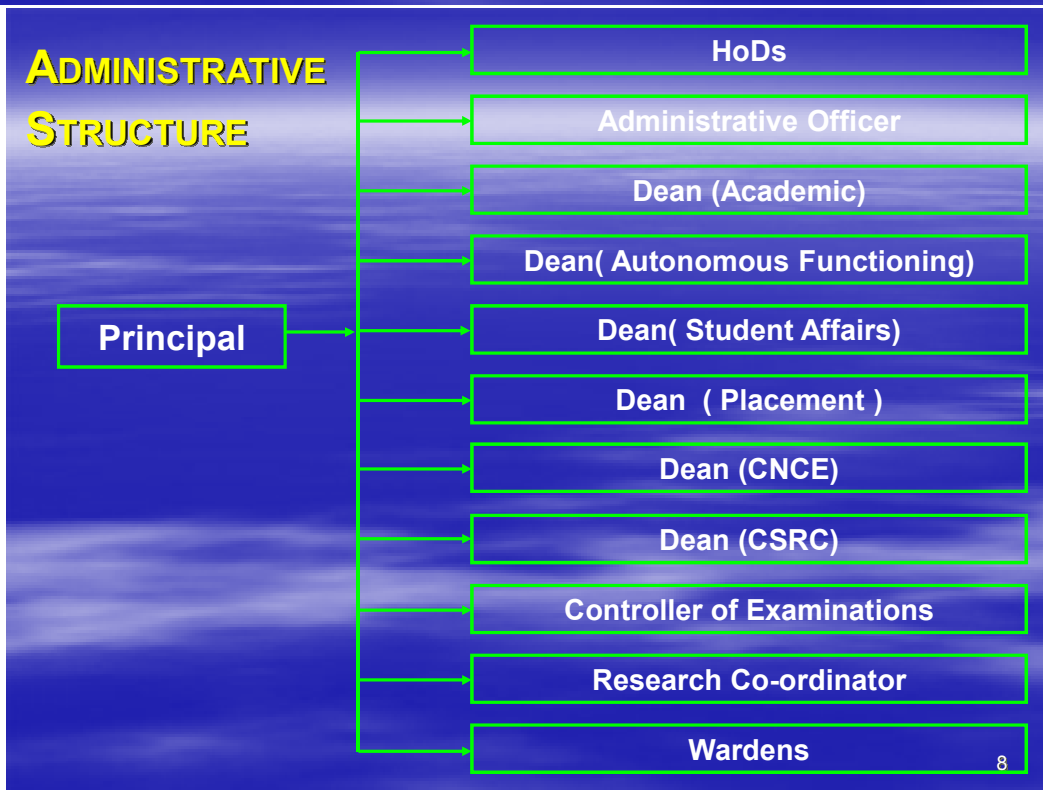 ADMINISTRATIVE
STRUCTURE
HoDs
Administrative Officer
Dean (Academic)
Dean( Autonomous Functioning)
Principal
Dean( Student Affairs)
Dean ( Placement )
Dean (CNCE)
Dean (CSRC)
Controller of Examinations
Research Co-ordinator
Wardens
8